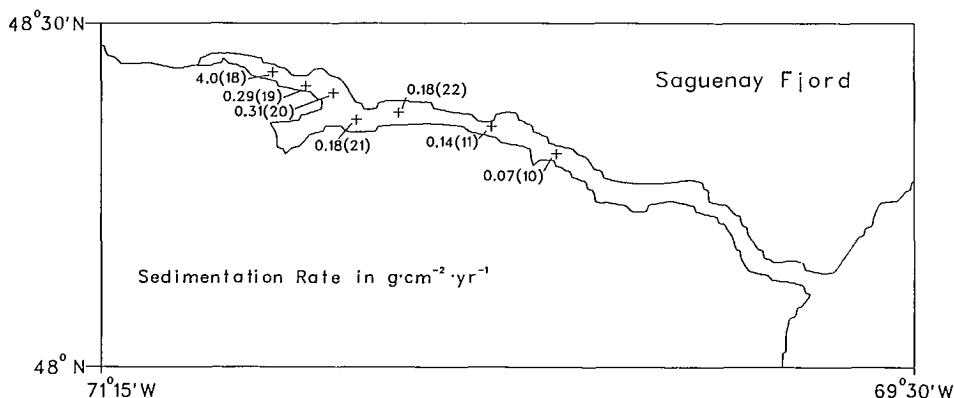 48°30'N
Saguenay Fjord
4.0(18)
0.29(19)
0.31(20)
0.18(22)
0.18(21)
0.14(11)
0.07(10)
Sedimentation Rate in g·cm⁻²·yr⁻¹
48°N
71°15'W
69°30'W